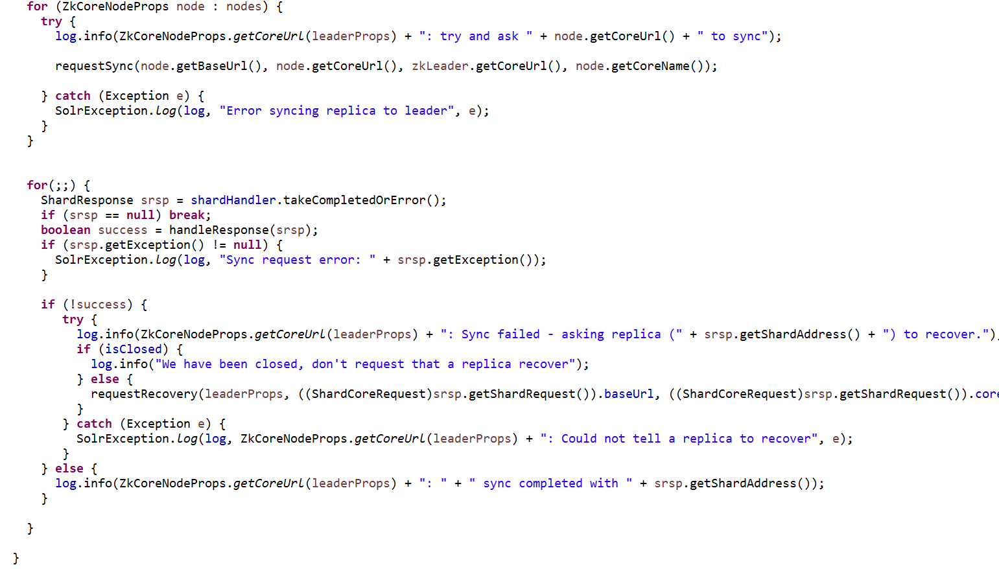 for (ZkCoreNodeProps node : nodes) {
try {
log.info(ZkCoreNodeProps.getCoreUrl(leaderProps) + ": try and ask " + node.getCoreUrl() + " to sync");
requestSync(node.getBaseUrl(), node.getCoreUrl(), zkLeader.getCoreUrl(), node.getCoreName());
} catch (Exception e) {
SolrException.log(log, "Error syncing replica to leader", e);
}
}
for(;;) {
ShardResponse srsp = shardHandler.takeCompletedOrError();
if (srsp == null) break;
boolean success = handleResponse(srsp);
if (srsp.getException() != null) {
SolrException.log(log, "Sync request error: " + srsp.getException());
}
if (!success) {
try {
log.info(ZkCoreNodeProps.getCoreUrl(leaderProps) + ": Sync failed - asking replica (" + srsp.getShardAddress() + ") to recover.");
if (isClosed) {
log.info("We have been closed, don't request that a replica recover");
} else {
requestRecovery(leaderProps, ((ShardCoreRequest)srsp.getShardRequest()).baseUrl, ((ShardCoreRequest)srsp.getShardRequest()).core
}
} catch (Exception e) {
SolrException.log(log, ZkCoreNodeProps.getCoreUrl(leaderProps) + ": Could not tell a replica to recover", e);
}
} else {
log.info(ZkCoreNodeProps.getCoreUrl(leaderProps) + ": " + " sync completed with " + srsp.getShardAddress());
}
}
}